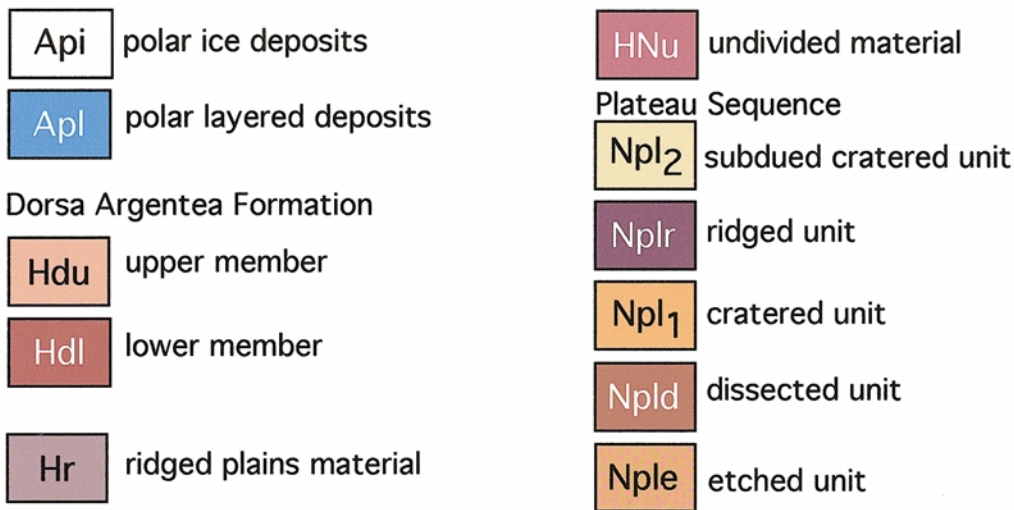 Api polar ice deposits
Apl polar layered deposits
Dorsa Argentea Formation
Hdu upper member
Hdl lower member
Hr ridged plains material
HNu undivided material
Plateau Sequence
Npl2 subdued cratered unit
Nplr ridged unit
Npl1 cratered unit
Npld dissected unit
Nple etched unit